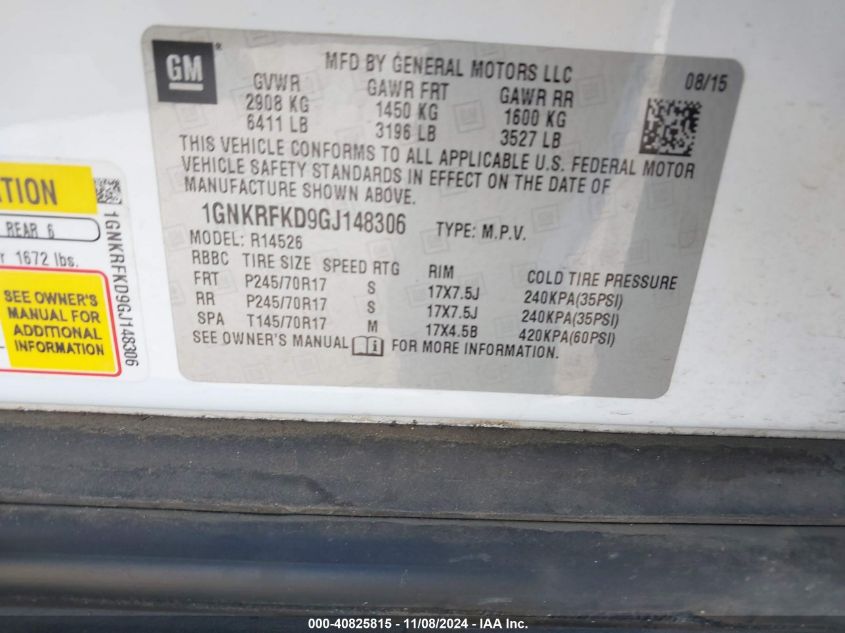 GM®
MFD BY GENERAL MOTORS LLC
08/15
GVWR GAWR FRT GAWR RR
2908 KG 1450 KG 1600 KG
6411 LB 3196 LB 3527 LB
THIS VEHICLE CONFORMS TO ALL APPLICABLE U.S. FEDERAL MOTOR
VEHICLE SAFETY STANDARDS IN EFFECT ON THE DATE OF
MANUFACTURE SHOWN ABOVE.
1GNKRFKD9GJ148306 TYPE: M.P.V.
MODEL: R14526
RBBC TIRE SIZE SPEED RTG RIM COLD TIRE PRESSURE
FRT P245/70R17 S 17X7.5J 240KPA(35PSI)
RR P245/70R17 S 17X7.5J 240KPA(35PSI)
SPA T145/70R17 M 17X4.5B 420KPA(60PSI)
SEE OWNER'S MANUAL i FOR MORE INFORMATION.
REAR 6
1672 lbs.
SEE OWNER'S
MANUAL FOR
ADDITIONAL
INFORMATION
1GNKRFKD9GJ148306
000-40825815 - 11/08/2024 - IAA Inc.